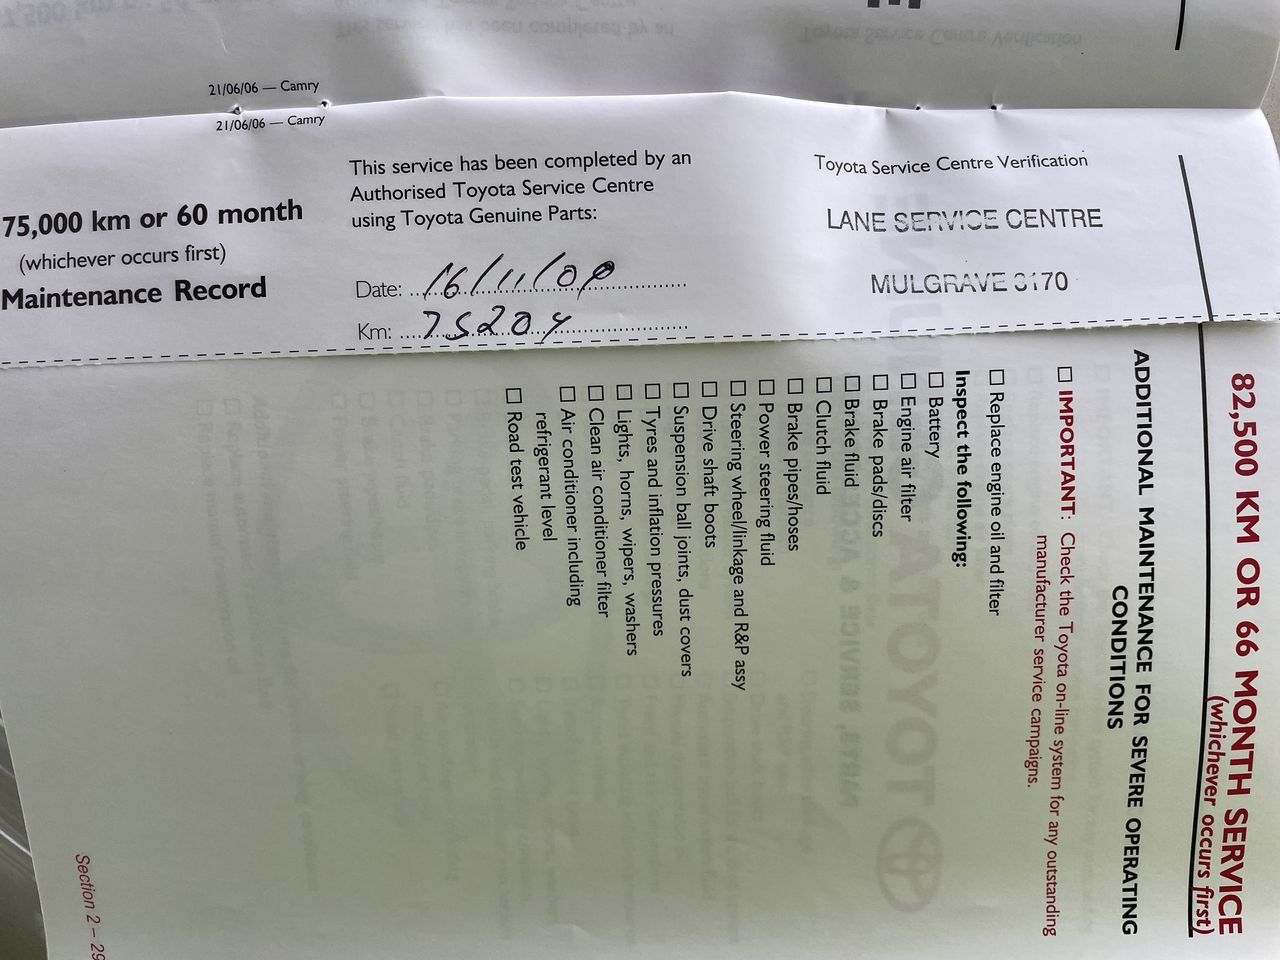 21/06/06 — Camry
21/06/06 — Camry
75,000 km or 60 month
(whichever occurs first)
Maintenance Record
This service has been completed by an
Authorised Toyota Service Centre
using Toyota Genuine Parts:
Date: 16/11/09
Km: 75204
Toyota Service Centre Verification
LANE SERVICE CENTRE
MULGRAVE 3170
82,500 KM OR 66 MONTH SERVICE
(whichever occurs first)
ADDITIONAL MAINTENANCE FOR SEVERE OPERATING
CONDITIONS
☐ IMPORTANT: Check the Toyota on-line system for any outstanding
manufacturer service campaigns.
☐ Replace engine oil and filter
Inspect the following:
☐ Battery
☐ Engine air filter
☐ Brake pads/discs
☐ Brake fluid
☐ Clutch fluid
☐ Brake pipes/hoses
☐ Power steering fluid
☐ Steering wheel/linkage and R&P assy
☐ Drive shaft boots
☐ Suspension ball joints, dust covers
☐ Tyres and inflation pressures
☐ Lights, horns, wipers, washers
☐ Clean air conditioner filter
☐ Air conditioner including
refrigerant level
☐ Road test vehicle
Section 2 – 29